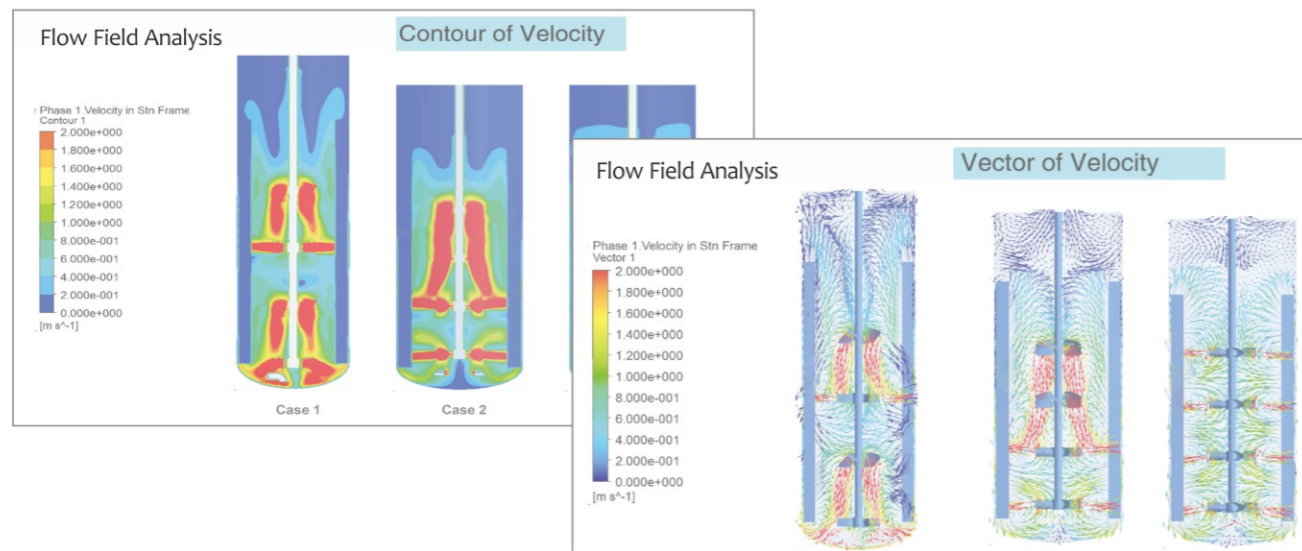 Flow Field Analysis
Contour of Velocity
Phase 1.Velocity in Stn Frame
Contour 1
2.000e+000
1.800e+000
1.600e+000
1.400e+000
1.200e+000
1.000e+000
8.000e-001
6.000e-001
4.000e-001
2.000e-001
0.000e+000
[m s^-1]
Case 1
Case 2
Flow Field Analysis
Vector of Velocity
Phase 1.Velocity in Stn Frame
Vector 1
2.000e+000
1.800e+000
1.600e+000
1.400e+000
1.200e+000
1.000e+000
8.000e-001
6.000e-001
4.000e-001
2.000e-001
0.000e+000
[m s^-1]